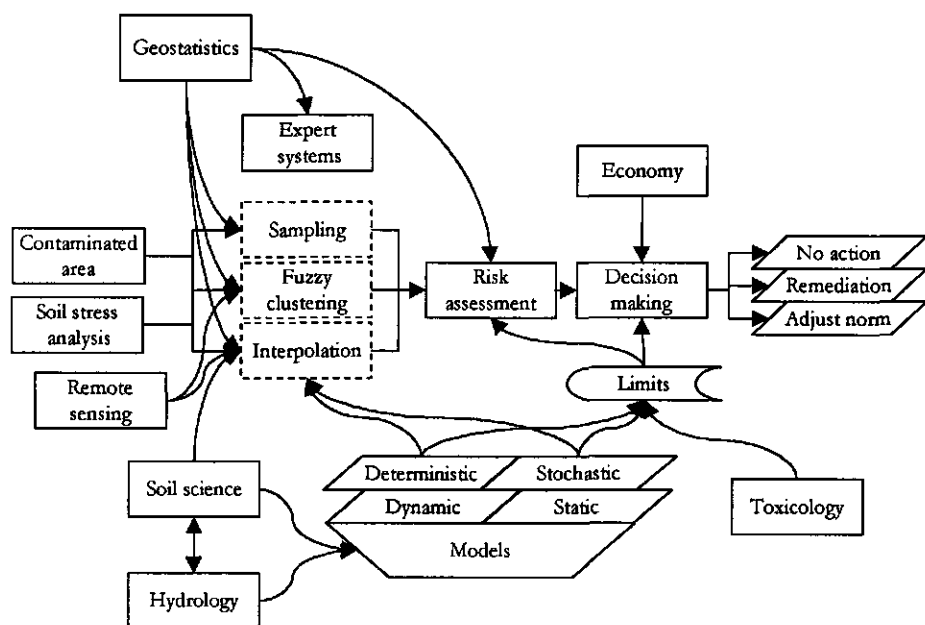 Geostatistics
Expert
systems
Economy
Sampling
Contaminated
area
Fuzzy
clustering
Risk
assessment
Decision
making
No action
Remediation
Adjust norm
Soil stress
analysis
Interpolation
Remote
sensing
Limits
Deterministic
Stochastic
Soil science
Dynamic
Static
Toxicology
Models
Hydrology